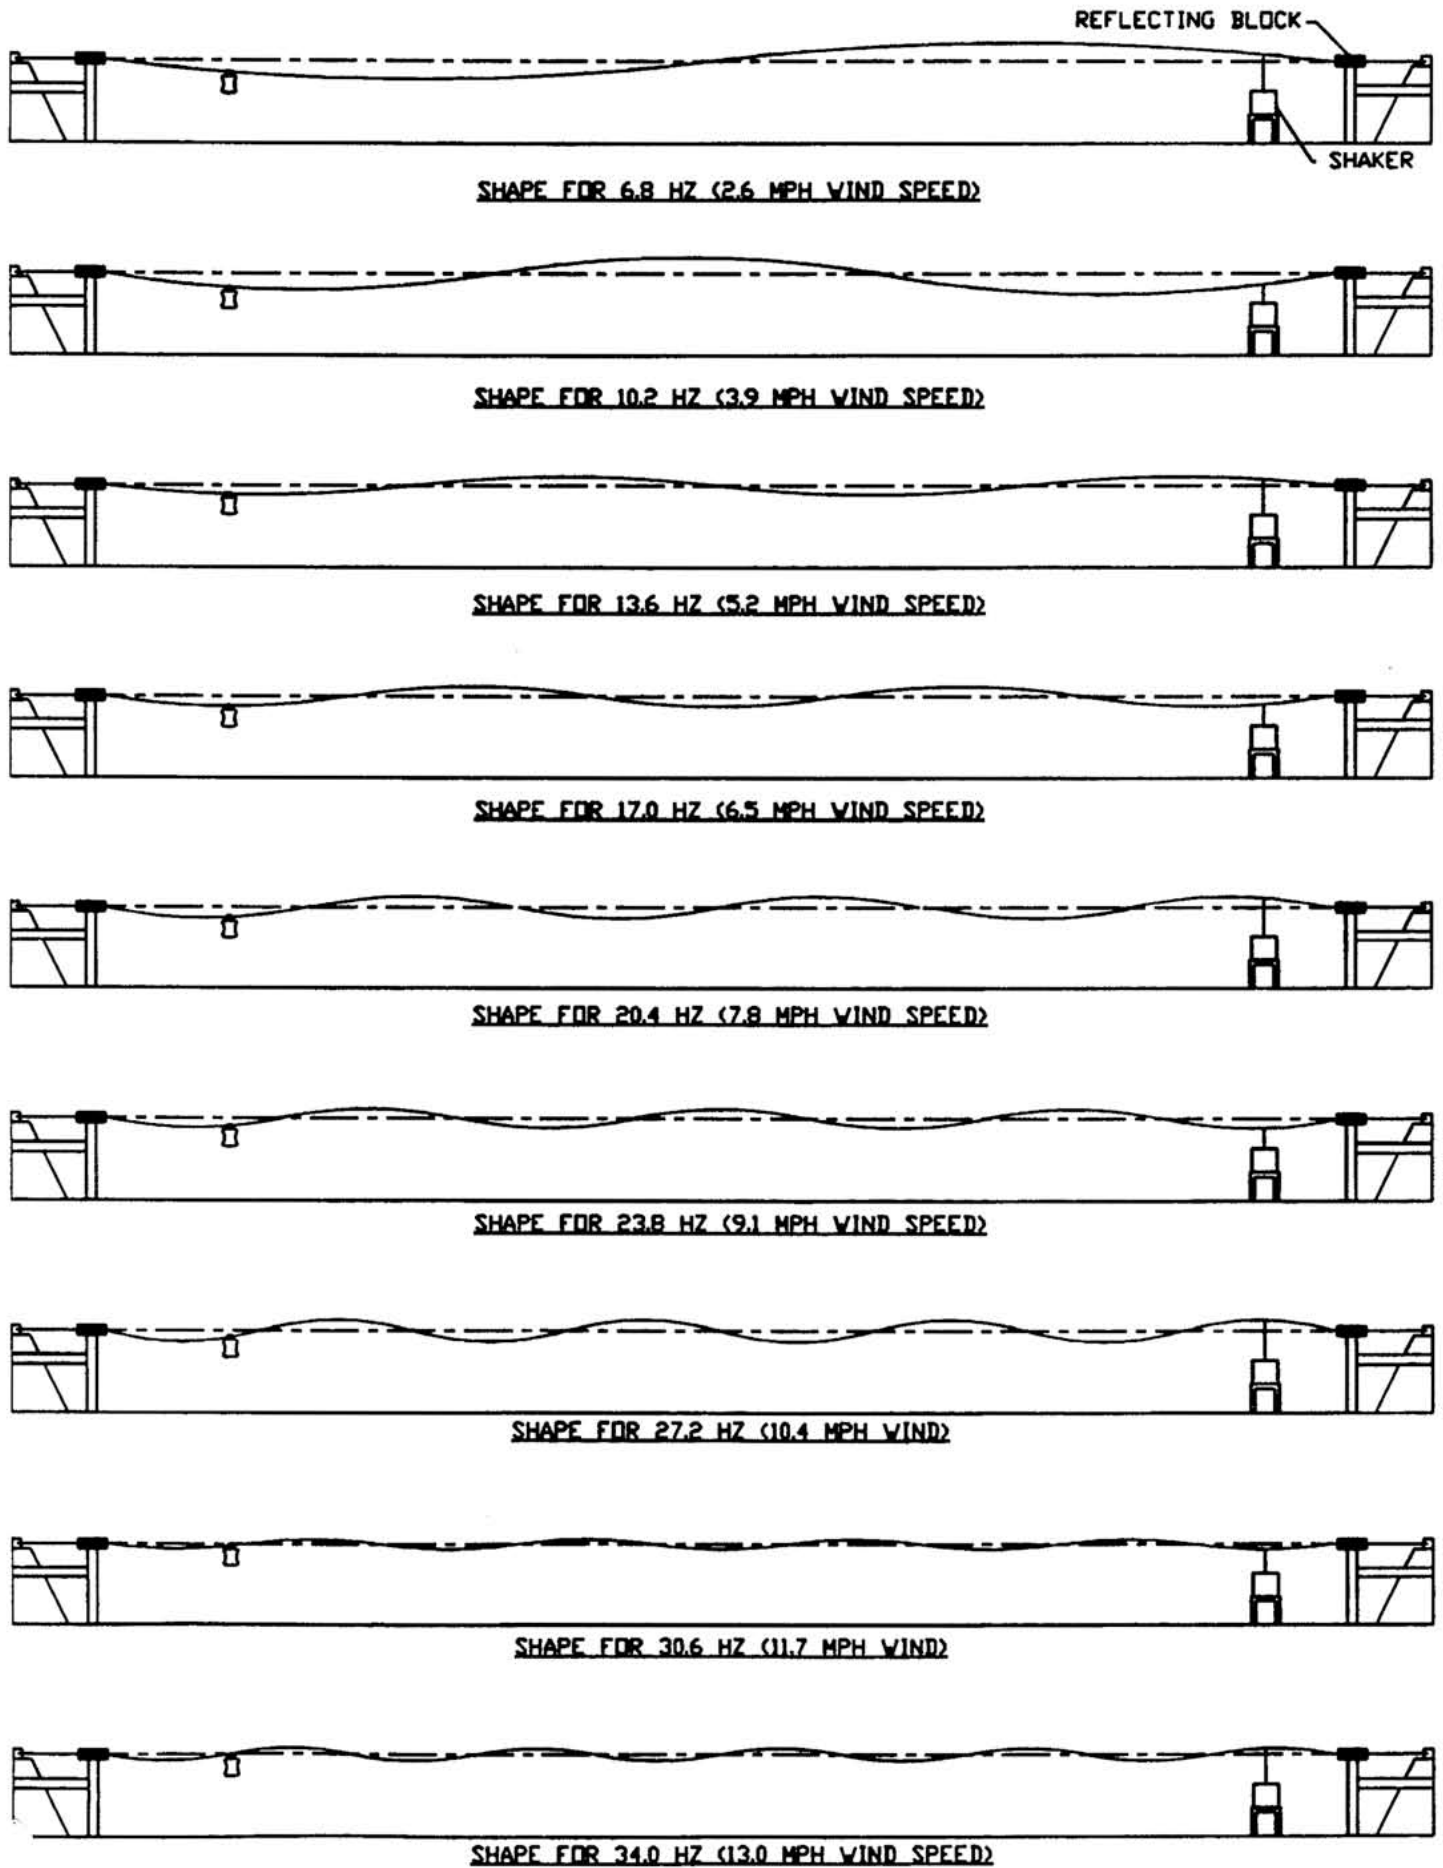 REFLECTING BLOCK
SHAKER
SHAPE FOR 6.8 HZ (2.6 MPH WIND SPEED)
SHAPE FOR 10.2 HZ (3.9 MPH WIND SPEED)
SHAPE FOR 13.6 HZ (5.2 MPH WIND SPEED)
SHAPE FOR 17.0 HZ (6.5 MPH WIND SPEED)
SHAPE FOR 20.4 HZ (7.8 MPH WIND SPEED)
SHAPE FOR 23.8 HZ (9.1 MPH WIND SPEED)
SHAPE FOR 27.2 HZ (10.4 MPH WIND)
SHAPE FOR 30.6 HZ (11.7 MPH WIND)
SHAPE FOR 34.0 HZ (13.0 MPH WIND SPEED)